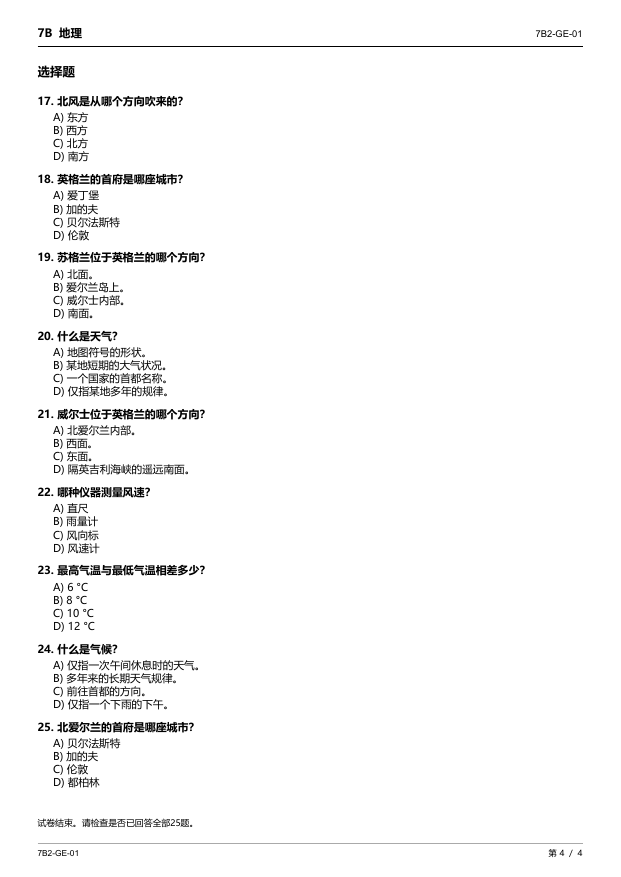 7B 地理
7B2-GE-01
选择题
17. 北风是从哪个方向吹来的?
A) 东方
B) 西方
C) 北方
D) 南方
18. 英格兰的首府是哪座城市?
A) 爱丁堡
B) 加的夫
C) 贝尔法斯特
D) 伦敦
19. 苏格兰位于英格兰的哪个方向?
A) 北面。
B) 爱尔兰岛上。
C) 威尔士内部。
D) 南面。
20. 什么是天气?
A) 地图符号的形状。
B) 某地短期的大气状况。
C) 一个国家的首都名称。
D) 仅指某地多年的规律。
21. 威尔士位于英格兰的哪个方向?
A) 北爱尔兰内部。
B) 西面。
C) 东面。
D) 隔英吉利海峡的遥远南面。
22. 哪种仪器测量风速?
A) 直尺
B) 雨量计
C) 风向标
D) 风速计
23. 最高气温与最低气温相差多少?
A) 6 °C
B) 8 °C
C) 10 °C
D) 12 °C
24. 什么是气候?
A) 仅指一次午间休息时的天气。
B) 多年来的长期天气规律。
C) 前往首都的方向。
D) 仅指一个下雨的下午。
25. 北爱尔兰的首府是哪座城市?
A) 贝尔法斯特
B) 加的夫
C) 伦敦
D) 都柏林
试卷结束。请检查是否已回答全部25题。
7B2-GE-01
第 4 / 4